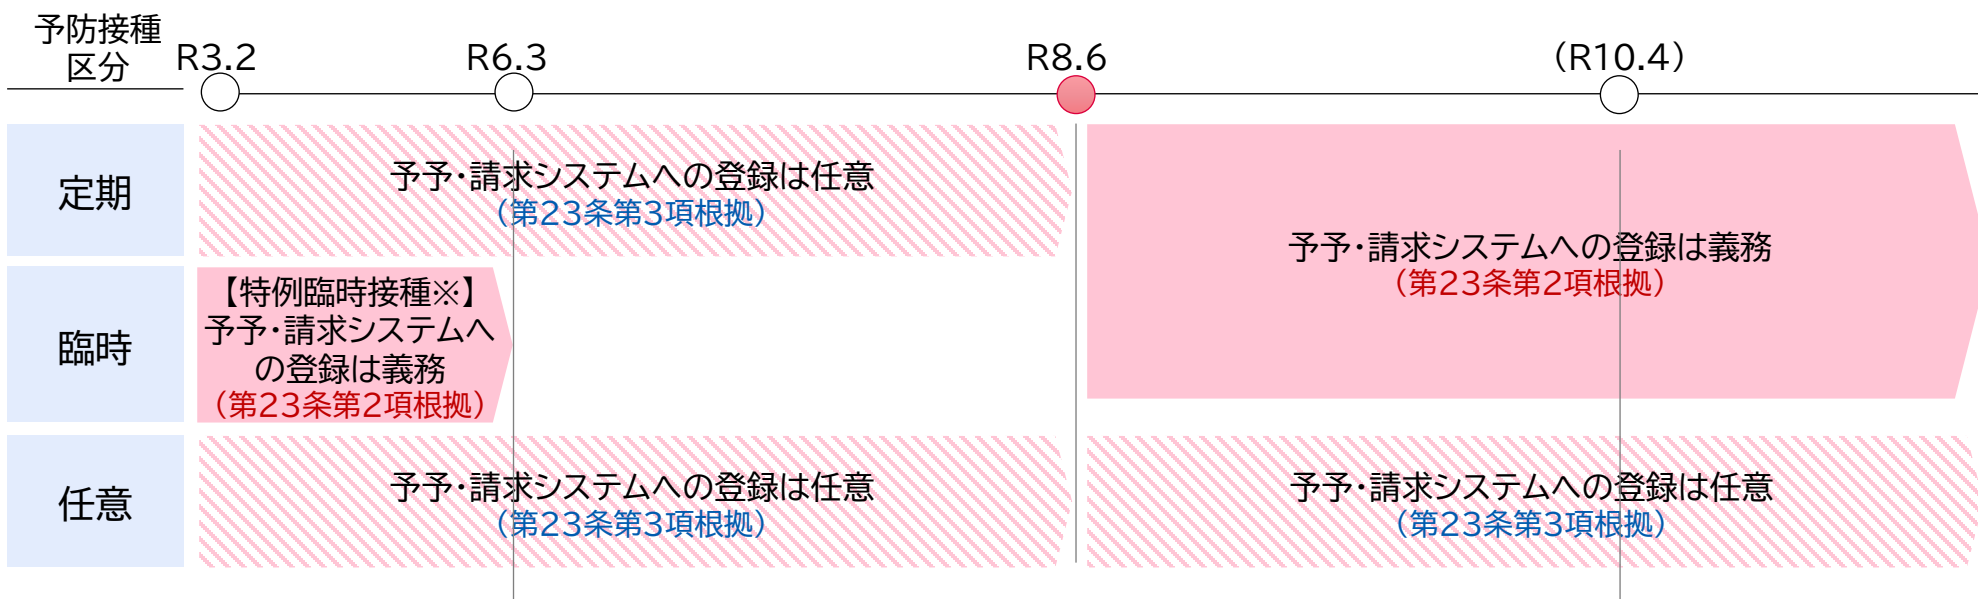 予防接種
区分
R3.2
R6.3
R8.6
(R10.4)
定期
予予・請求システムへの登録は任意
(第23条第3項根拠)
予予・請求システムへの登録は義務
(第23条第2項根拠)
臨時
【特例臨時接種※】
予予・請求システムへ
の登録は義務
(第23条第2項根拠)
任意
予予・請求システムへの登録は任意
(第23条第3項根拠)
予予・請求システムへの登録は任意
(第23条第3項根拠)